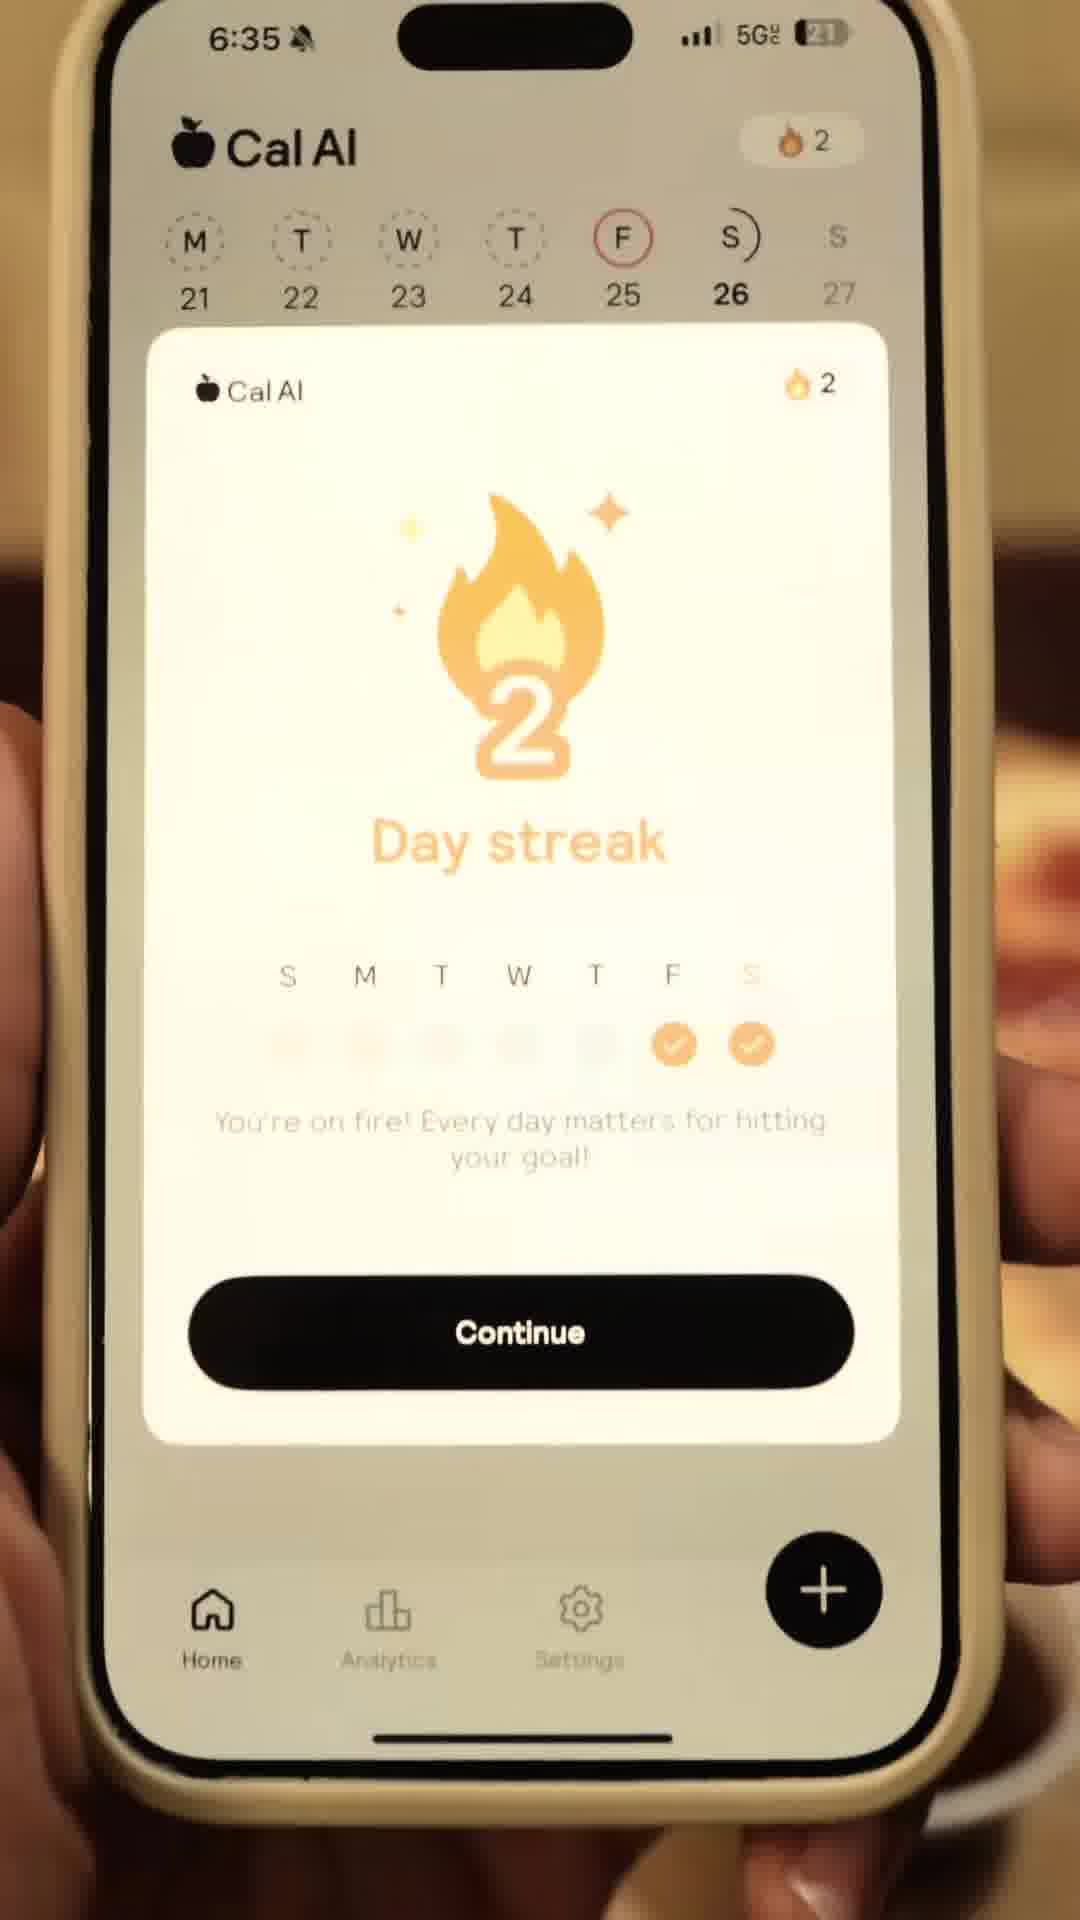 6:35 5G 21
Cal AI 2
M T W T F S S
21 22 23 24 25 26 27
Cal AI 2
2
Day streak
S M T W T F S
You're on fire! Every day matters for hitting
your goal!
Continue
Home Analytics Settings